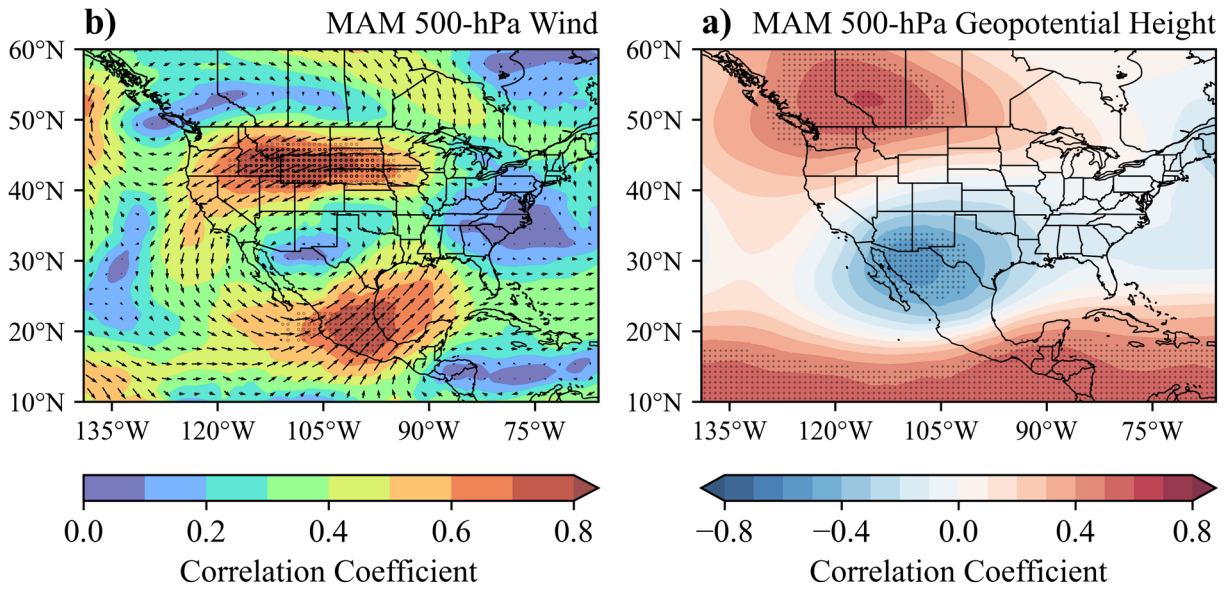 b) MAM 500-hPa Wind
60°N
50°N
40°N
30°N
20°N
10°N
135°W 120°W 105°W 90°W 75°W
0.0 0.2 0.4 0.6 0.8
Correlation Coefficient
a) MAM 500-hPa Geopotential Height
60°N
50°N
40°N
30°N
20°N
10°N
135°W 120°W 105°W 90°W 75°W
−0.8 −0.4 0.0 0.4 0.8
Correlation Coefficient